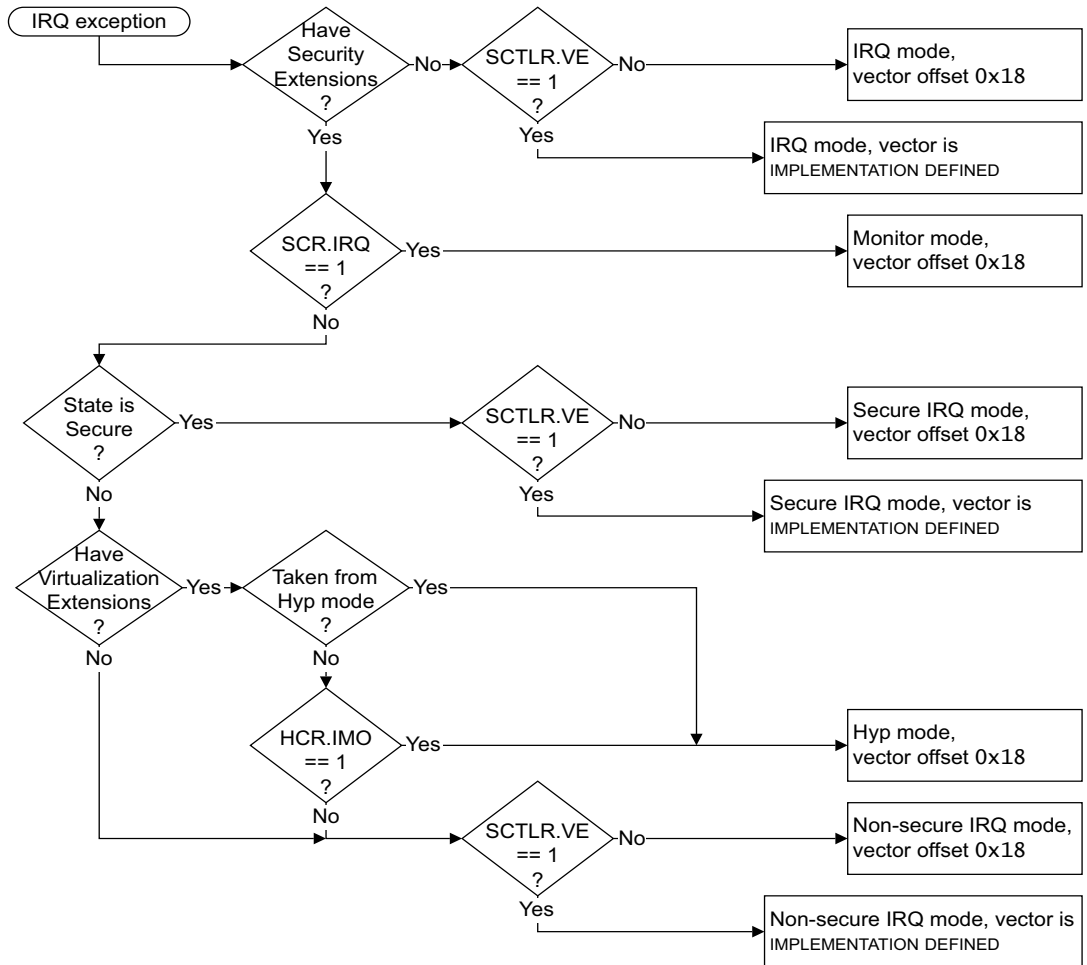 IRQ exception
Have
Security
Extensions
?
No
SCTLR.VE
== 1
?
No
IRQ mode,
vector offset 0x18
Yes
Yes
IRQ mode, vector is
IMPLEMENTATION DEFINED
SCR.IRQ
== 1
?
Yes
Monitor mode,
vector offset 0x18
No
State is
Secure
?
Yes
SCTLR.VE
== 1
?
No
Secure IRQ mode,
vector offset 0x18
No
Yes
Secure IRQ mode, vector is
IMPLEMENTATION DEFINED
Have
Virtualization
Extensions
?
Yes
Taken from
Hyp mode
?
Yes
No
No
HCR.IMO
== 1
?
Yes
Hyp mode,
vector offset 0x18
No
SCTLR.VE
== 1
?
No
Non-secure IRQ mode,
vector offset 0x18
Yes
Non-secure IRQ mode, vector is
IMPLEMENTATION DEFINED